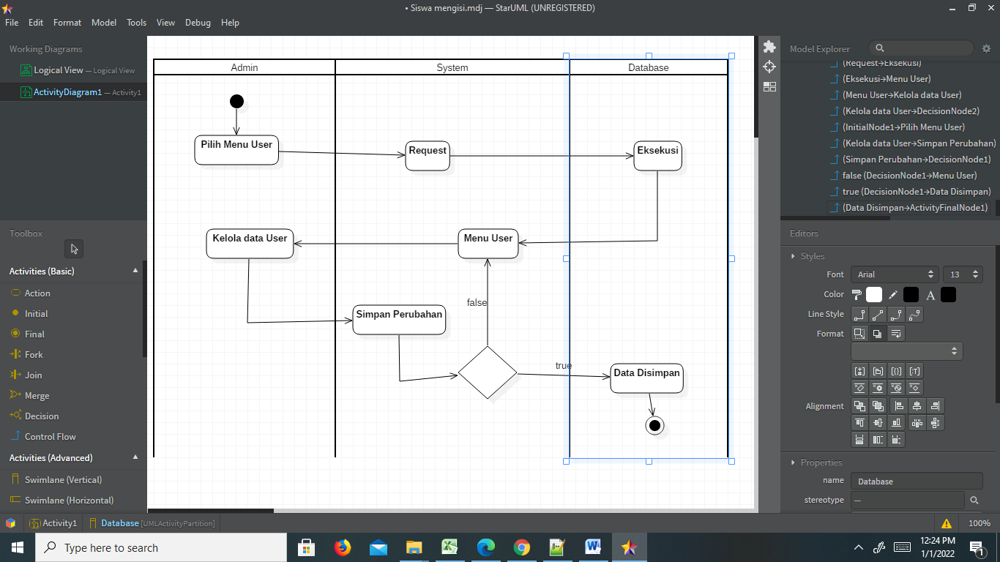 • Siswa mengisi.mdj — StarUML (UNREGISTERED)
File Edit Format Model Tools View Debug Help
Working Diagrams
Logical View — Logical View
ActivityDiagram1 — Activity1
Toolbox
Activities (Basic)
Action
Initial
Final
Fork
Join
Merge
Decision
Control Flow
Activities (Advanced)
Swimlane (Vertical)
Swimlane (Horizontal)
Admin System Database
Pilih Menu User
Request
Eksekusi
Kelola data User
Menu User
false
Simpan Perubahan
true
Data Disimpan
Model Explorer
(Request→Eksekusi)
(Eksekusi→Menu User)
(Menu User→Kelola data User)
(Kelola data User→DecisionNode2)
(InitialNode1→Pilih Menu User)
(Kelola data User→Simpan Perubahan)
(Simpan Perubahan→DecisionNode1)
false (DecisionNode1→Menu User)
true (DecisionNode1→Data Disimpan)
(Data Disimpan→ActivityFinalNode1)
Editors
Styles
Font Arial 13
Color A
Line Style
Format
Alignment
Properties
name Database
stereotype —
Activity1 Database [UMLActivityPartition] 100%
Type here to search
12:24 PM
1/1/2022
1